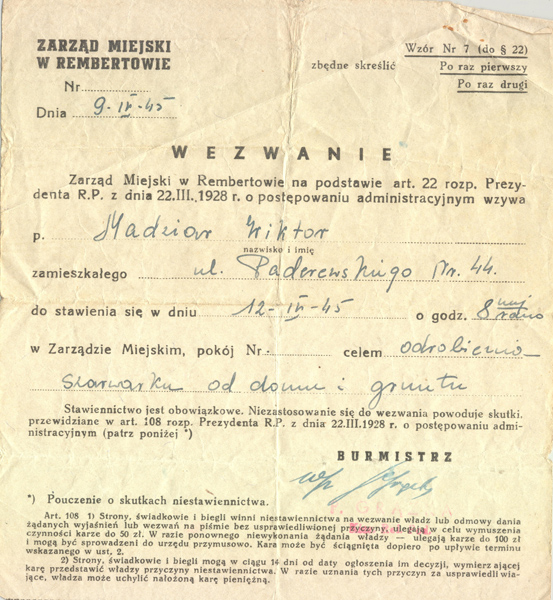 ZARZĄD MIEJSKI
W REMBERTOWIE
Nr
Dnia 9-IV-45
Wzór Nr 7 (do § 22)
zbędne skreślić Po raz pierwszy
Po raz drugi
WEZWANIE
Zarząd Miejski w Rembertowie na podstawie art. 22 rozp. Prezy-
denta R.P. z dnia 22.III.1928 r. o postępowaniu administracyjnym wzywa
p. Madziar Wiktor
nazwisko i imię
zamieszkałego ul. Paderewskiego Nr. 44.
do stawienia się w dniu 12-IV-45 o godz. 8 rano
w Zarządzie Miejskim, pokój Nr - celem odrobienia
szarwarku od domu i gruntu
Stawiennictwo jest obowiązkowe. Niezastosowanie się do wezwania powoduje skutki,
przewidziane w art. 108 rozp. Prezydenta R.P. z dnia 22.III.1928 r. o postępowaniu admi-
nistracyjnym (patrz poniżej *)
BURMISTRZ
*) Pouczenie o skutkach niestawiennictwa.
Art. 108 1) Strony, świadkowie i biegli winni niestawiennictwa na wezwanie władz lub odmowy dania
żądanych wyjaśnień lub wezwań na piśmie bez usprawiedliwionej przyczyny, ulegają w celu wymuszenia
czynności karze do 50 zł. W razie ponownego niewykonania żądania władzy — ulegają karze do 100 zł
i mogą być sprowadzeni do urzędu przymusowo. Kara może być ściągnięta dopiero po upływie terminu
wskazanego w ust. 2.
2) Strony, świadkowie i biegli mogą w ciągu 14 dni od daty ogłoszenia im decyzji, wymierzającej
karę przedstawić władzy przyczyny niestawiennictwa. W razie uznania tych przyczyn za usprawiedliwia-
jące, władza może uchylić nałożoną karę pieniężną.